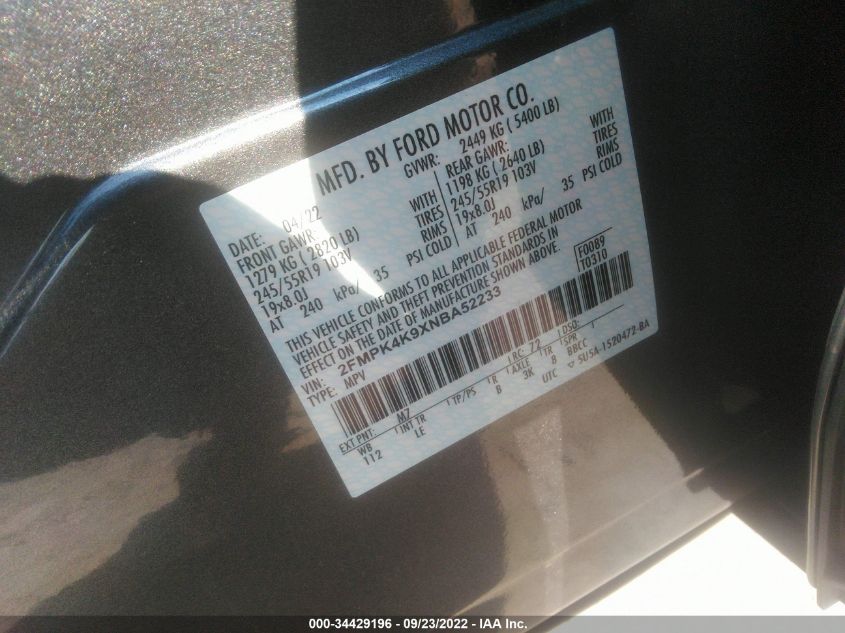 MFD. BY FORD MOTOR CO.
DATE: 04/22 GVWR: 2449 KG ( 5400 LB)
FRONT GAWR: REAR GAWR:
1279 KG ( 2820 LB) WITH 1198 KG ( 2640 LB) WITH
245/55R19 103V TIRES 245/55R19 103V TIRES
19x8.0J RIMS 19x8.0J RIMS
AT 240 kPa/ 35 PSI COLD AT 240 kPa/ 35 PSI COLD
THIS VEHICLE CONFORMS TO ALL APPLICABLE FEDERAL MOTOR
VEHICLE SAFETY AND THEFT PREVENTION STANDARDS IN
EFFECT ON THE DATE OF MANUFACTURE SHOWN ABOVE.
VIN: 2FMPK4K9XNBA52233 F0089
TYPE: MPV T0310
EXT PNT: M7 RC: 72 DSO:
WB INT TR TP/PS R AXLE TR SPR
112 LE B 3K 8 BBCC
UTC ▽ 5U5A-1520472-BA
000-34429196 - 09/23/2022 - IAA Inc.